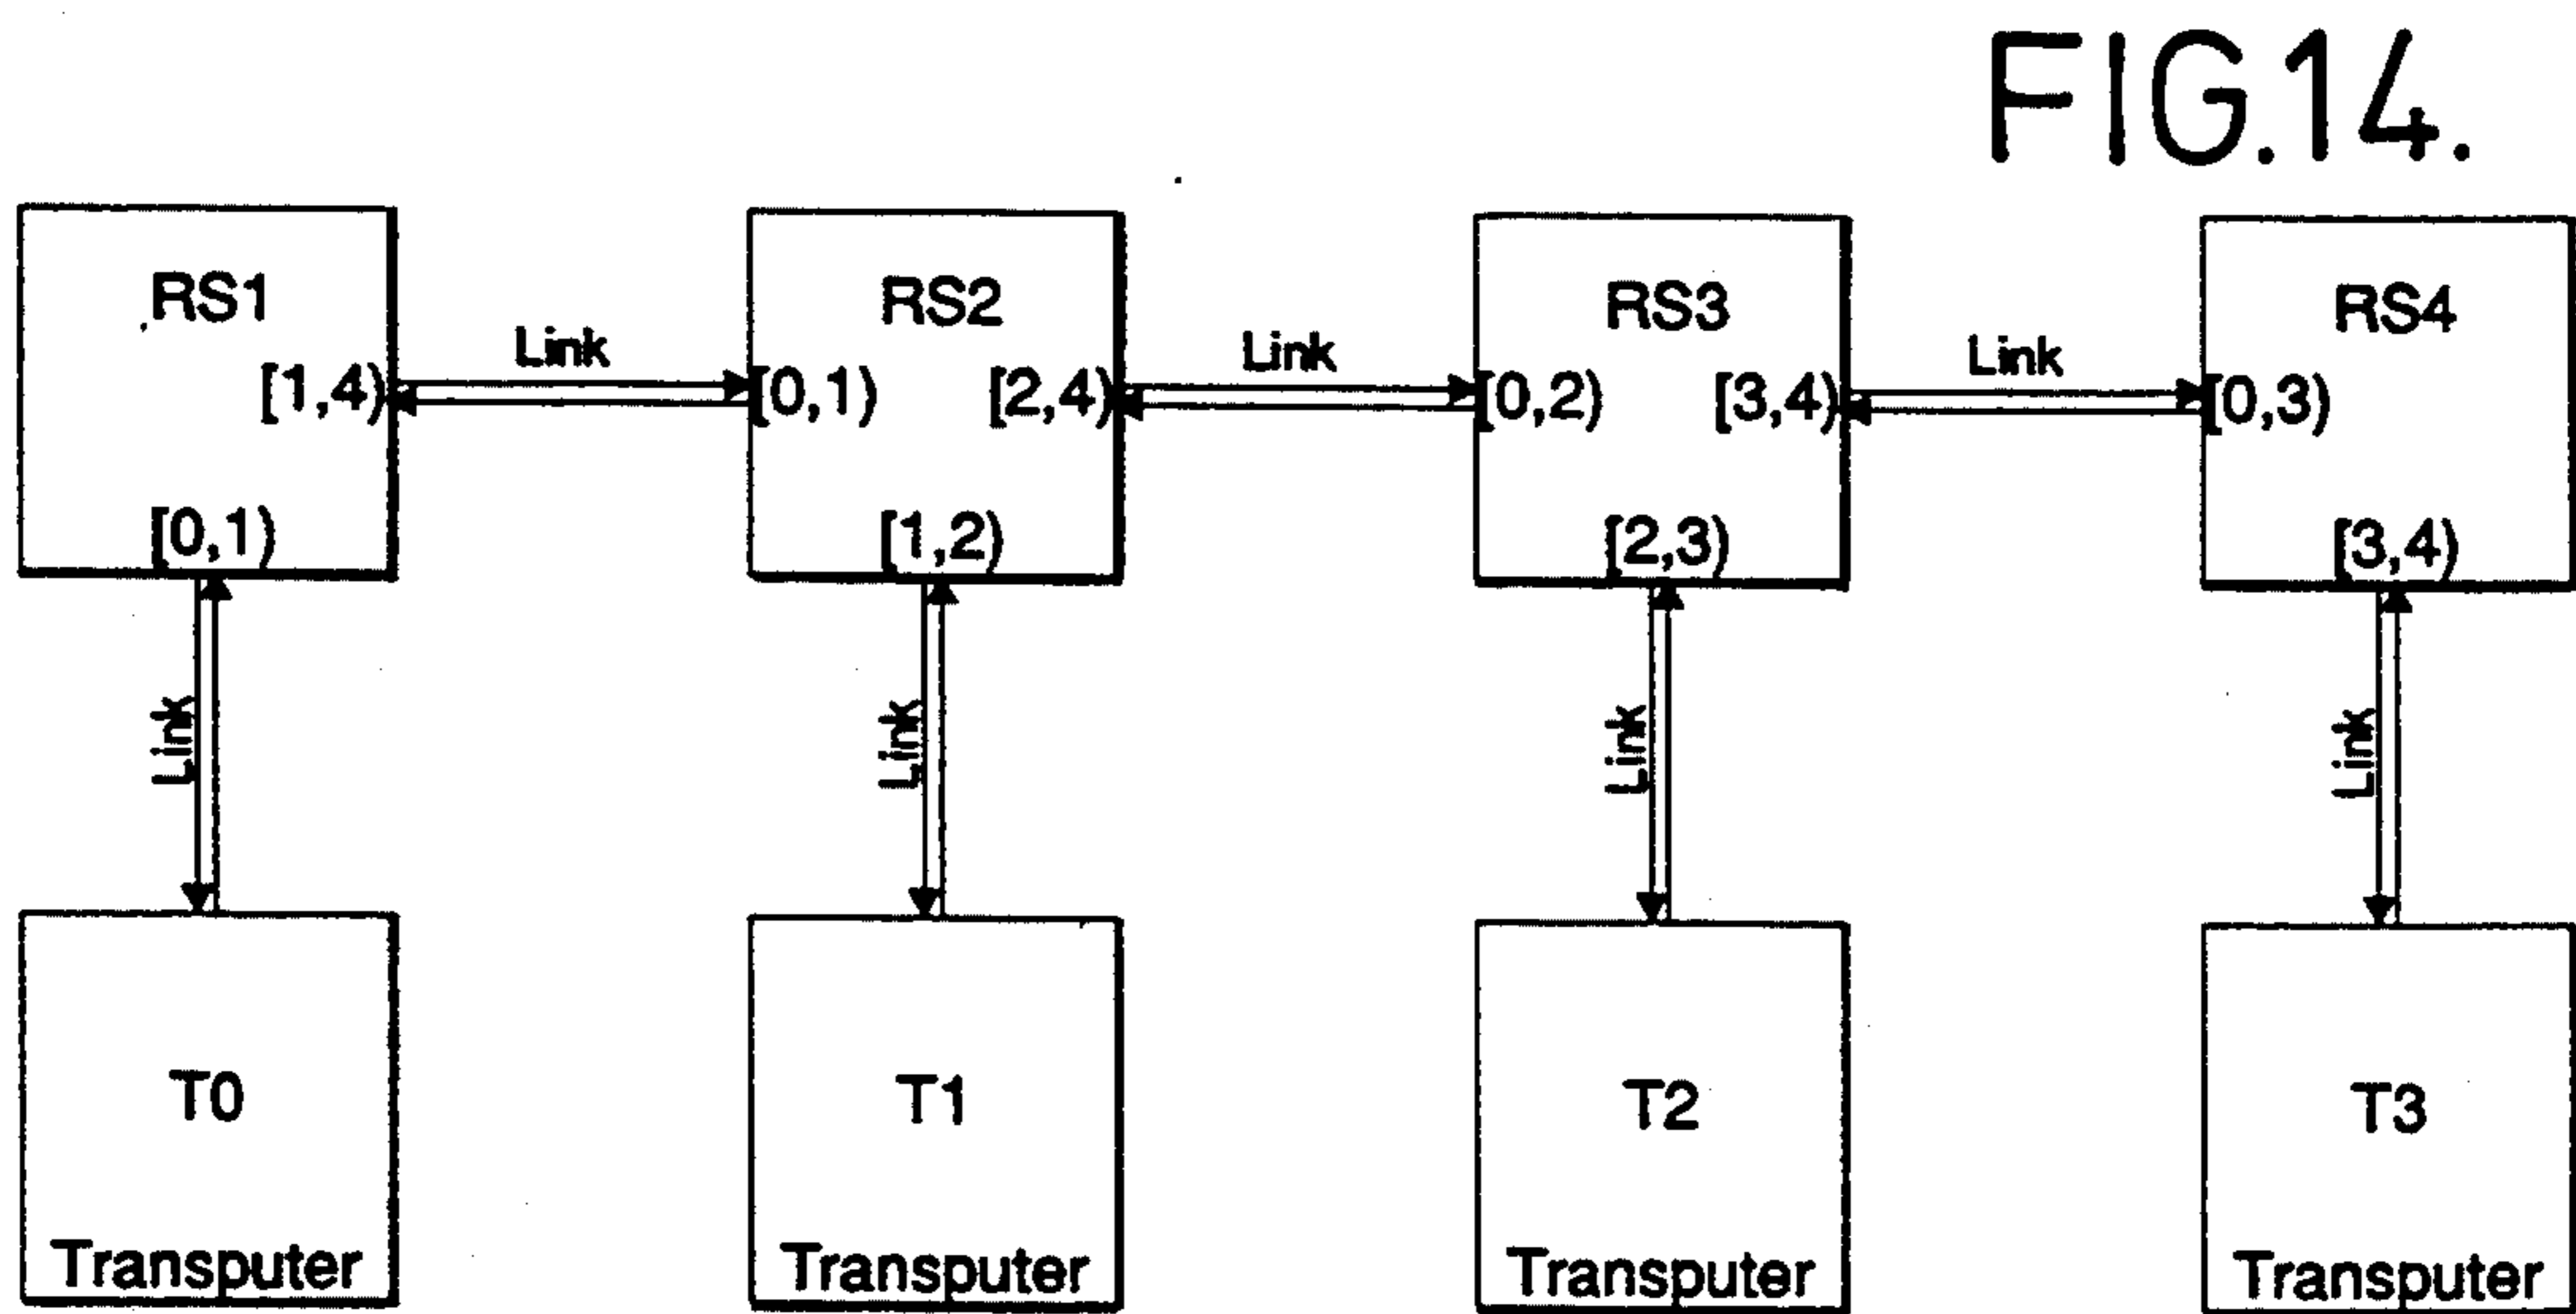 FIG.14.
RS1
RS2
RS3
RS4
Link
Link
Link
[1,4)
[0,1)
[2,4)
[0,2)
[3,4)
[0,3)
[0,1)
[1,2)
[2,3)
[3,4)
Link
Link
Link
Link
T0
T1
T2
T3
Transputer
Transputer
Transputer
Transputer